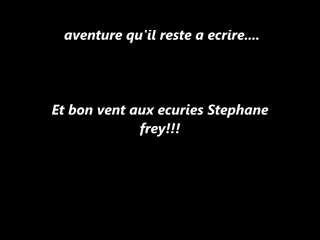 aventure qu'il reste a ecrire....
Et bon vent aux ecuries Stephane
frey!!!